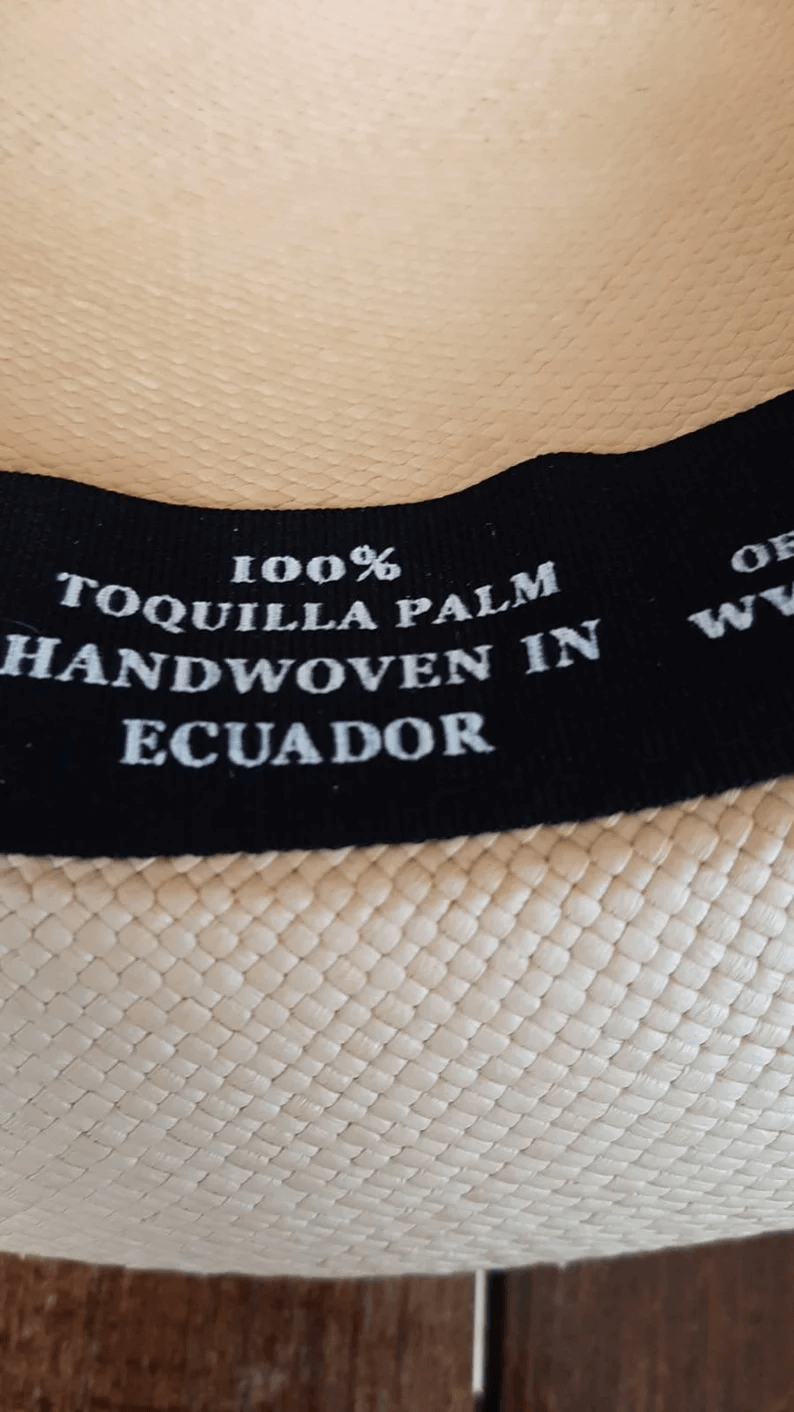 100%
TOQUILLA PALM
HANDWOVEN IN
ECUADOR